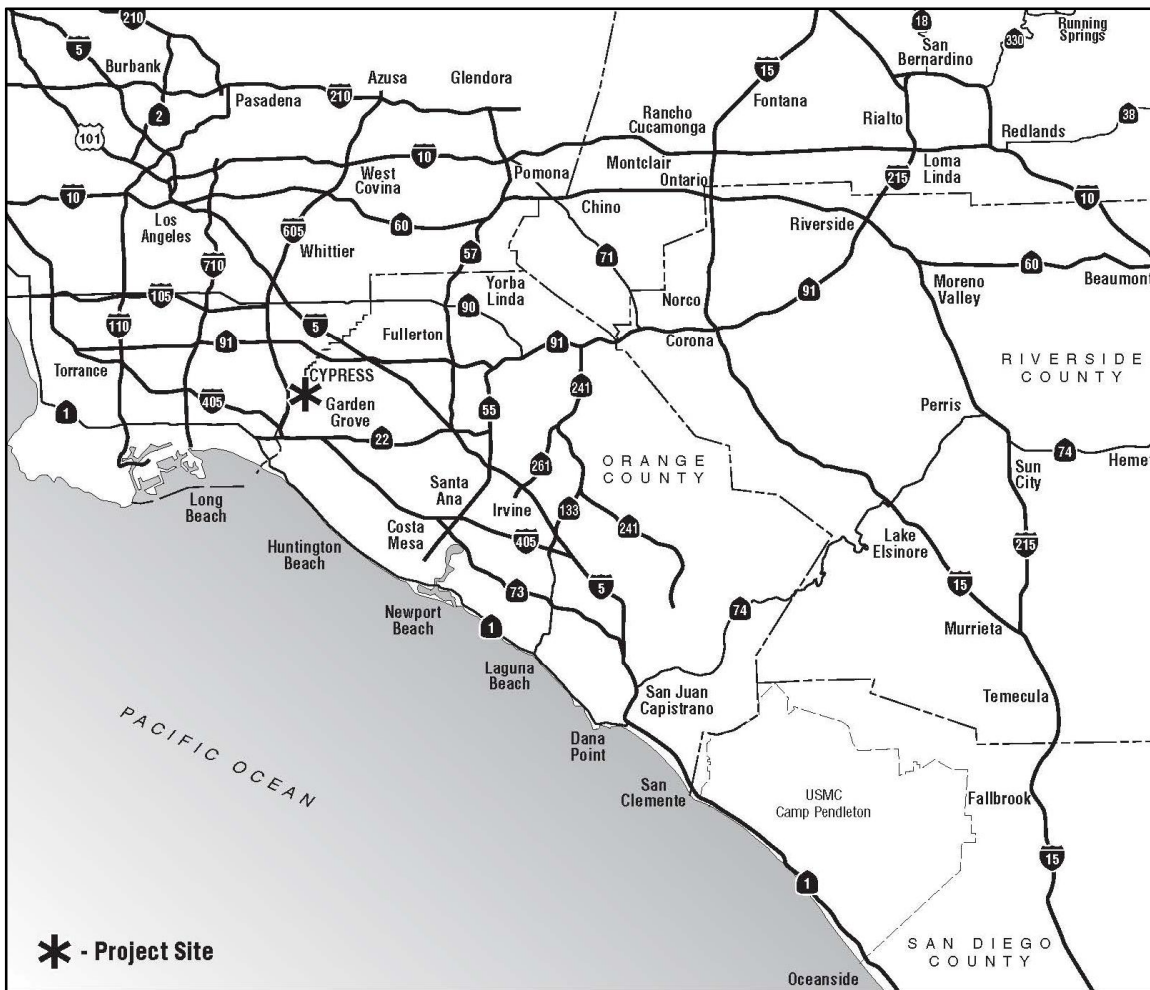 210
5
Burbank
2
Pasadena
210
Azusa
Glendora
101
15
Fontana
18
San
Bernardino
330
Running
Springs
Rialto
38
Redlands
Rancho
Cucamonga
10
West
Covina
Pomona
Montclair
Ontario
Loma
Linda
215
10
10
Los
Angeles
605
Whittier
60
57
Chino
71
Riverside
Moreno
Valley
60
Beaumont
710
105
110
5
Yorba
Linda
90
Norco
91
91
Fullerton
91
Corona
RIVERSIDE
COUNTY
Torrance
CYPRESS
Garden
Grove
1
405
22
55
241
Perris
74
Hemet
Sun
City
Long
Beach
Santa
Ana
Irvine
261
133
ORANGE
COUNTY
241
Huntington
Beach
Costa
Mesa
405
Lake
Elsinore
215
5
73
74
15
Newport
Beach
1
Murrieta
Laguna
Beach
San Juan
Capistrano
Temecula
PACIFIC OCEAN
Dana
Point
San
Clemente
USMC
Camp Pendleton
Fallbrook
15
1
- Project Site
SAN DIEGO
COUNTY
Oceanside